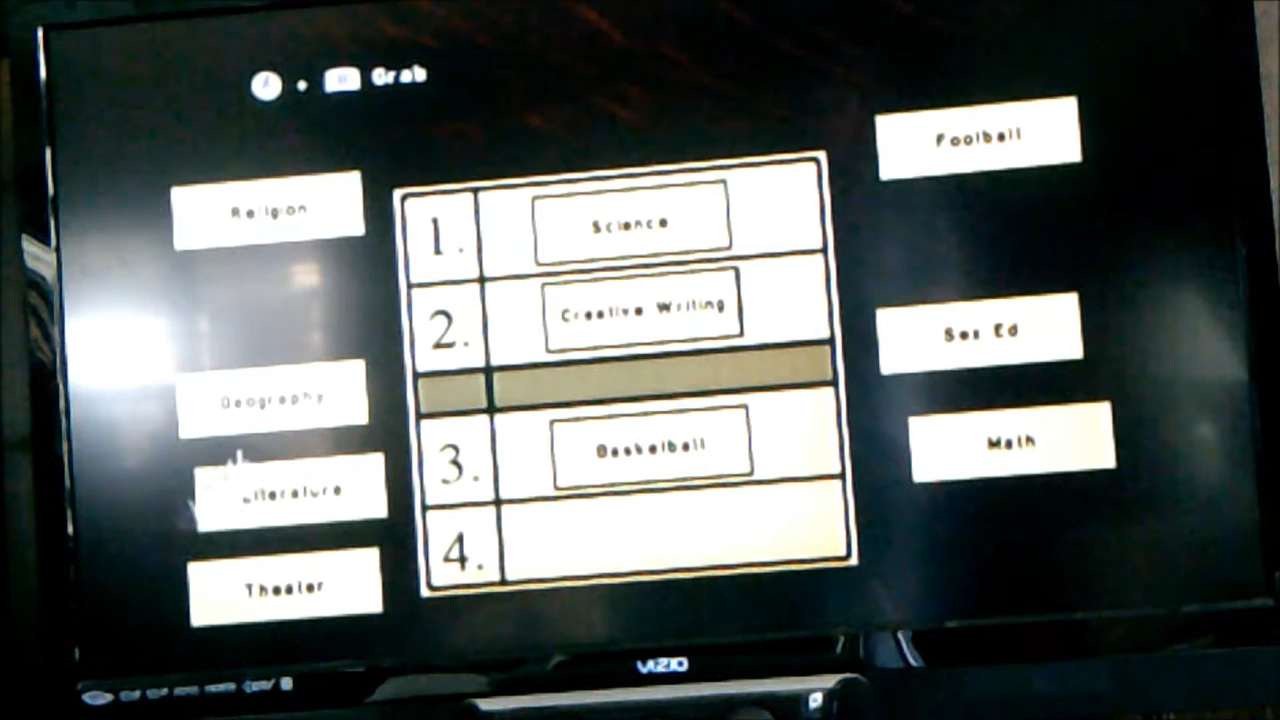 Grab
Football
Religion
1. Science
2. Creative Writing
Geography
Sex Ed
3. Basketball
Math
Literature
4.
Theater
VIZIO